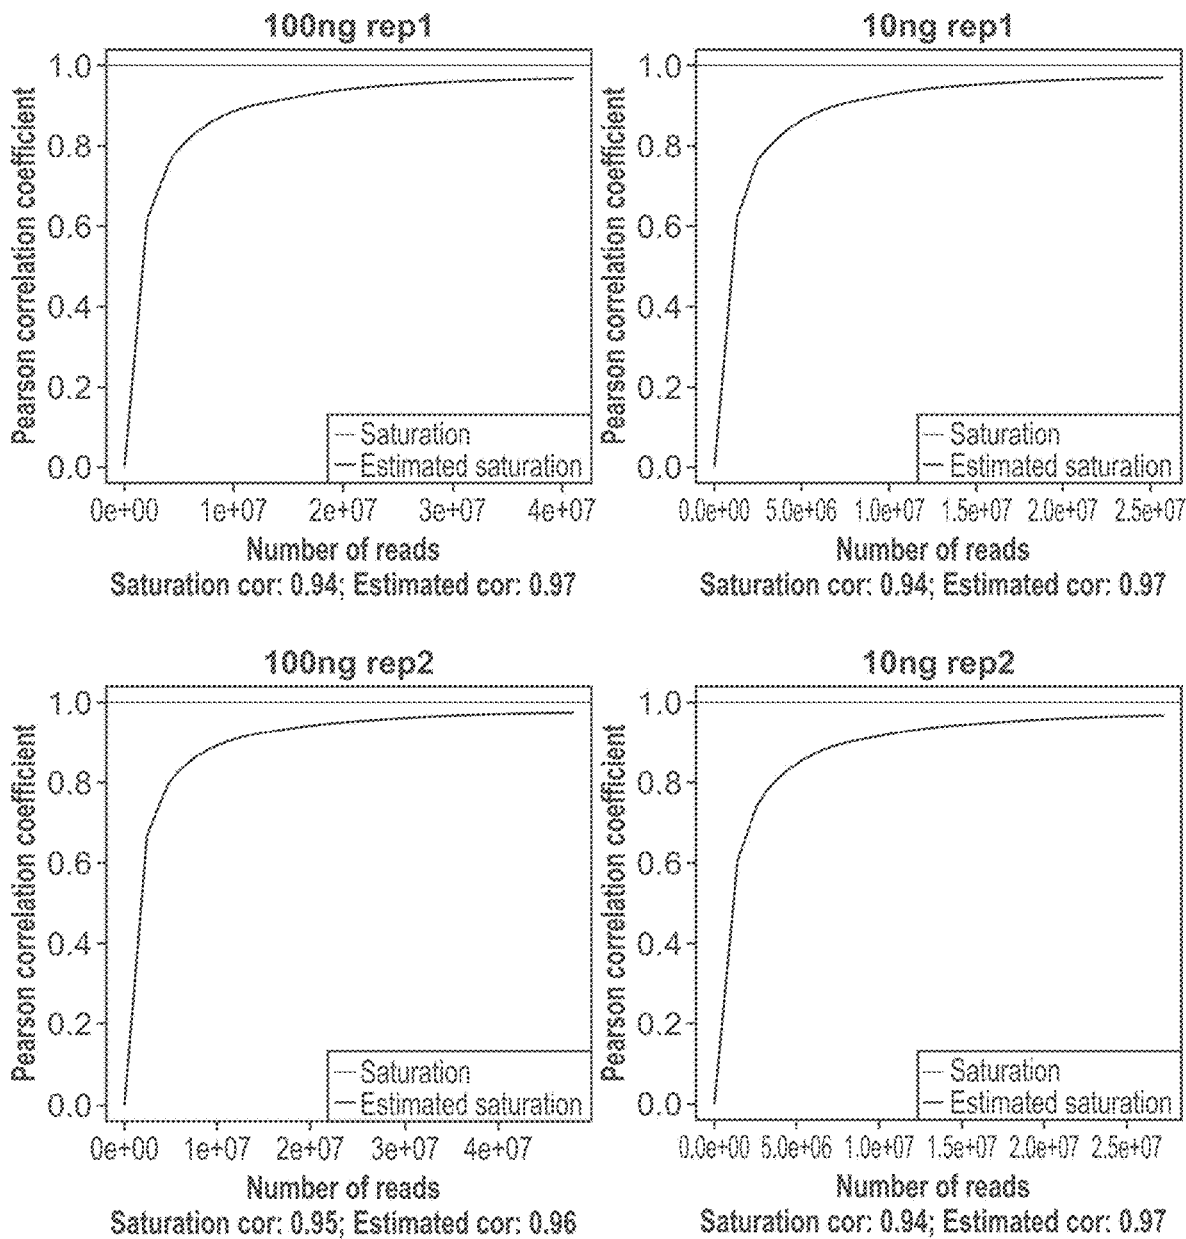 100ng rep1
Pearson correlation coefficient
1.0
0.8
0.6
0.4
0.2
0.0
Saturation
Estimated saturation
0e+00 1e+07 2e+07 3e+07 4e+07
Number of reads
Saturation cor: 0.94; Estimated cor: 0.97
10ng rep1
Pearson correlation coefficient
1.0
0.8
0.6
0.4
0.2
0.0
Saturation
Estimated saturation
0.0e+00 5.0e+06 1.0e+07 1.5e+07 2.0e+07 2.5e+07
Number of reads
Saturation cor: 0.94; Estimated cor: 0.97
100ng rep2
Pearson correlation coefficient
1.0
0.8
0.6
0.4
0.2
0.0
Saturation
Estimated saturation
0e+00 1e+07 2e+07 3e+07 4e+07
Number of reads
Saturation cor: 0.95; Estimated cor: 0.96
10ng rep2
Pearson correlation coefficient
1.0
0.8
0.6
0.4
0.2
0.0
Saturation
Estimated saturation
0.0e+00 5.0e+06 1.0e+07 1.5e+07 2.0e+07 2.5e+07
Number of reads
Saturation cor: 0.94; Estimated cor: 0.97